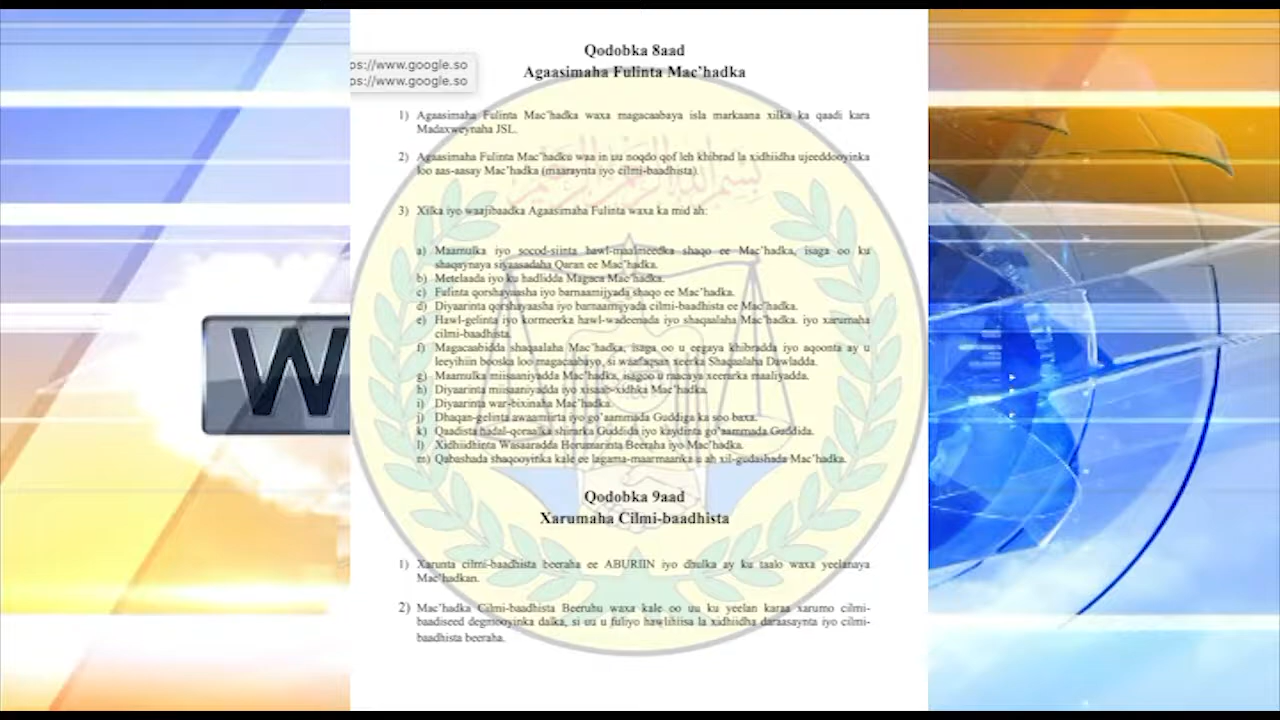 Qodobka 8aad
Agaasimaha Fulinta Mac'hadka
ps://www.google.so
ps://www.google.so
1) Agaasimaha Fulinta Mac'hadka waxa magacaabaya isla markaana xilka ka qaadi kara
Madaxweynaha JSL.
2) Agaasimaha Fulinta Mac'hadku waa in uu noqdo qof leh khibrad la xidhiidha ujeeddooyinka
loo aas-aasay Mac'hadka (maaraynta iyo cilmi-baadhista).
بسم الله الرحمن الرحيم
3) Xilka iyo waajibaadka Agaasimaha Fulinta waxa ka mid ah:
a) Maamulka iyo socod-siinta hawl-maalmeedka shaqo ee Mac'hadka, isaga oo ku
shaqaynaya siyaasadaha Qaran ee Mac'hadka.
b) Metelaada iyo ku hadlidda Magaca Mac'hadka.
c) Fulinta qorshayaasha iyo barnaamijyada shaqo ee Mac'hadka.
d) Diyaarinta qorshayaasha iyo barnaamijyada cilmi-baadhista ee Mac'hadka.
e) Hawl-gelinta iyo kormeerka hawl-wadeenada iyo shaqaalaha Mac'hadka. iyo xarumaha
cilmi-baadhista.
f) Magacaabidda shaqaalaha Mac'hadka, isaga oo u eegaya khibradda iyo aqoonta ay u
leeyihiin booska loo magacaabayo, si waafaqsan xeerka Shaqaalaha Dawladda.
g) Maamulka miisaaniyadda Mac'hadka, isagoo u raacaya xeerarka maaliyadda.
h) Diyaarinta miisaaniyadda iyo xisaab-xidhka Mac'hadka.
i) Diyaarinta war-bixinaha Mac'hadka.
j) Dhaqan-gelinta awaamiirta iyo go'aammada Guddiga ka soo baxa.
k) Qaadista hadal-qoraalka shirarka Guddida iyo kaydinta go'aammada Guddida.
l) Xidhiidhinta Wasaaradda Horumarinta Beeraha iyo Mac'hadka.
m) Qabashada shaqooyinka kale ee lagama-maarmaanka u ah xil-gudashada Mac'hadka.
W
Qodobka 9aad
Xarumaha Cilmi-baadhista
1) Xarunta cilmi-baadhista beeraha ee ABURIIN iyo dhulka ay ku taalo waxa yeelanaya
Mac'hadkan.
2) Mac'hadka Cilmi-baadhista Beeruhu waxa kale oo uu ku yeelan karaa xarumo cilmi-
baadiseed degmooyinka dalka, si uu u fuliyo hawlihiisa la xidhiidha daraasaynta iyo cilmi-
baadhista beeraha.